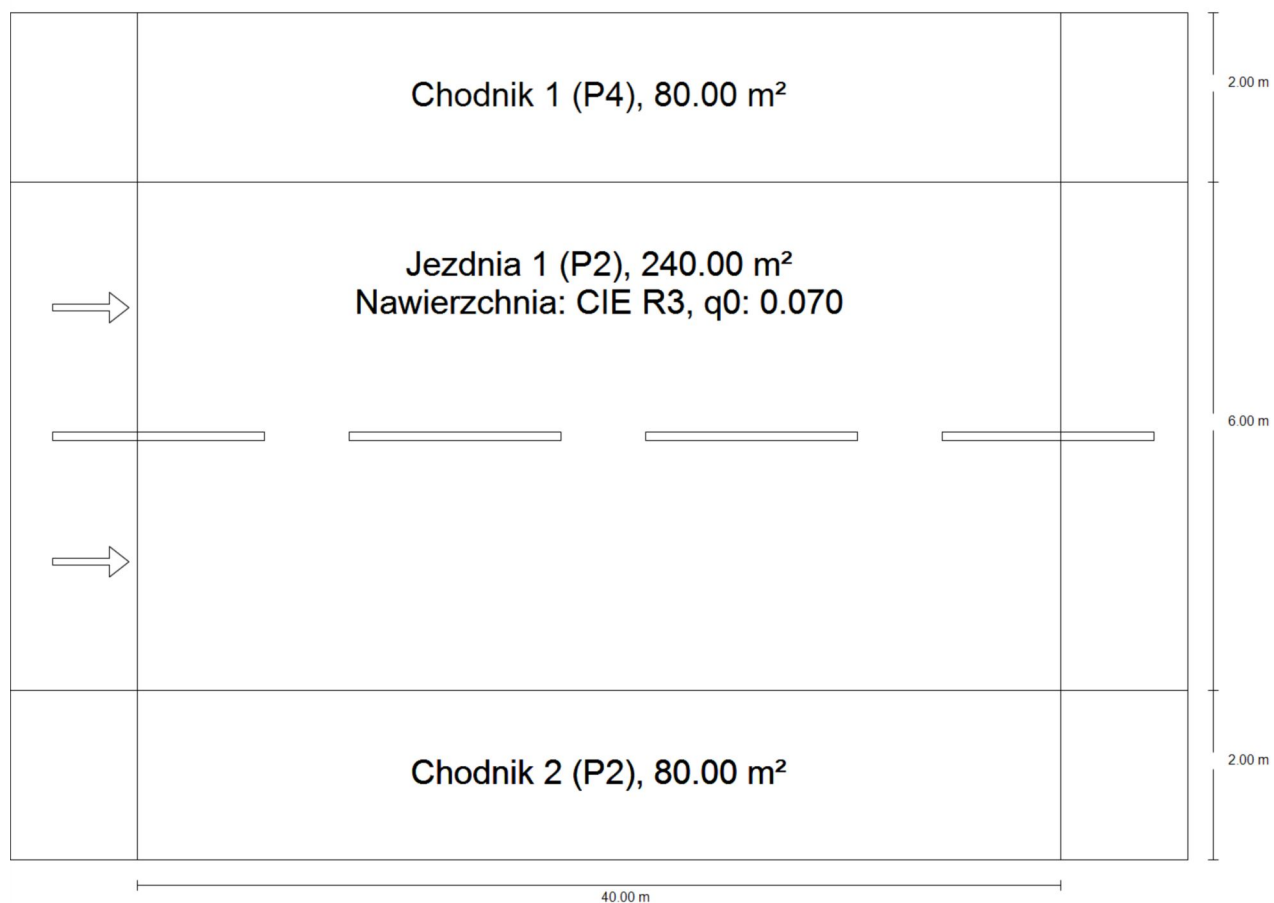 Chodnik 1 (P4), 80.00 m²
2.00 m
Jezdnia 1 (P2), 240.00 m²
Nawierzchnia: CIE R3, q0: 0.070
6.00 m
Chodnik 2 (P2), 80.00 m²
2.00 m
40.00 m